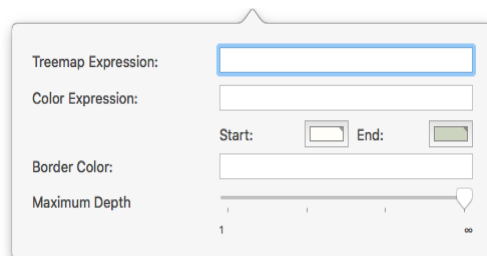 Treemap Expression:
Color Expression:
Start: End:
Border Color:
Maximum Depth
1 ∞